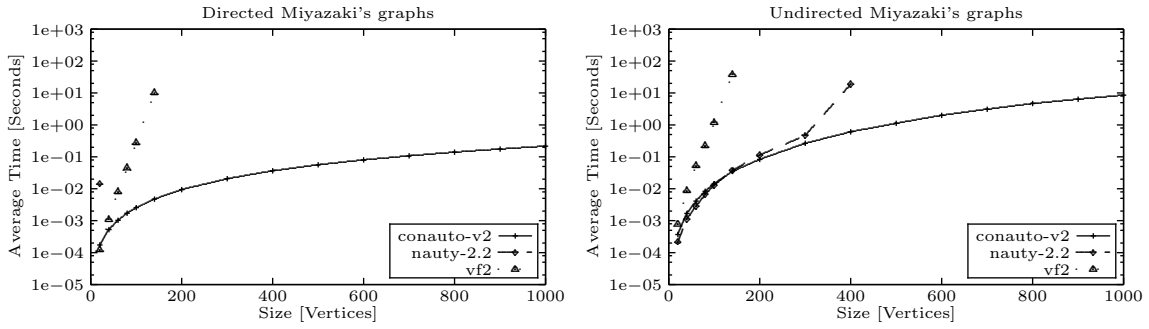 Directed Miyazaki's graphs
Average Time [Seconds]
1e+03
1e+02
1e+01
1e+00
1e−01
1e−02
1e−03
1e−04
1e−05
0 200 400 600 800 1000
Size [Vertices]
conauto-v2
nauty-2.2
vf2
Undirected Miyazaki's graphs
Average Time [Seconds]
1e+03
1e+02
1e+01
1e+00
1e−01
1e−02
1e−03
1e−04
1e−05
0 200 400 600 800 1000
Size [Vertices]
conauto-v2
nauty-2.2
vf2